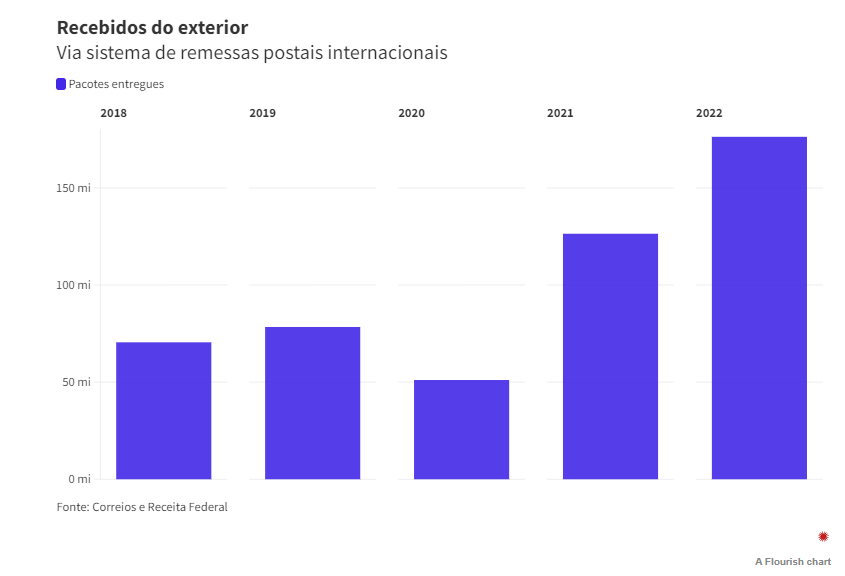 Recebidos do exterior
Via sistema de remessas postais internacionais
Pacotes entregues
2018 2019 2020 2021 2022
150 mi
100 mi
50 mi
0 mi
Fonte: Correios e Receita Federal
A Flourish chart